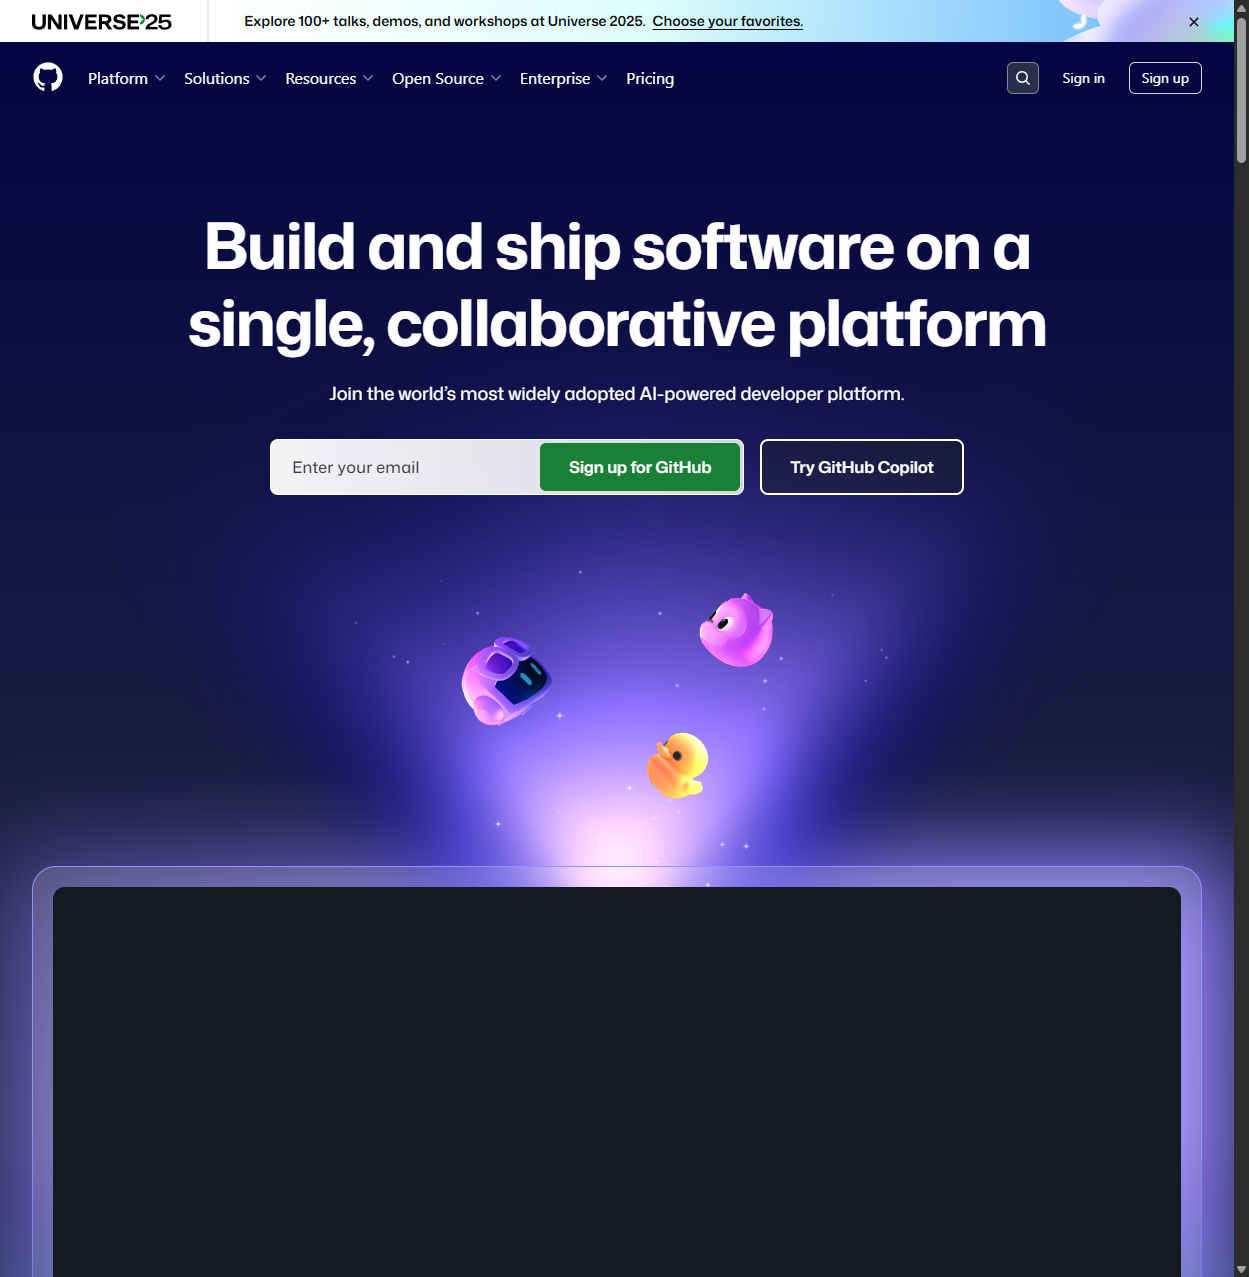 UNIVERSE'25
Explore 100+ talks, demos, and workshops at Universe 2025. Choose your favorites.
Platform Solutions Resources Open Source Enterprise Pricing Sign in Sign up
Build and ship software on a
single, collaborative platform
Join the world’s most widely adopted AI-powered developer platform.
Enter your email Sign up for GitHub Try GitHub Copilot